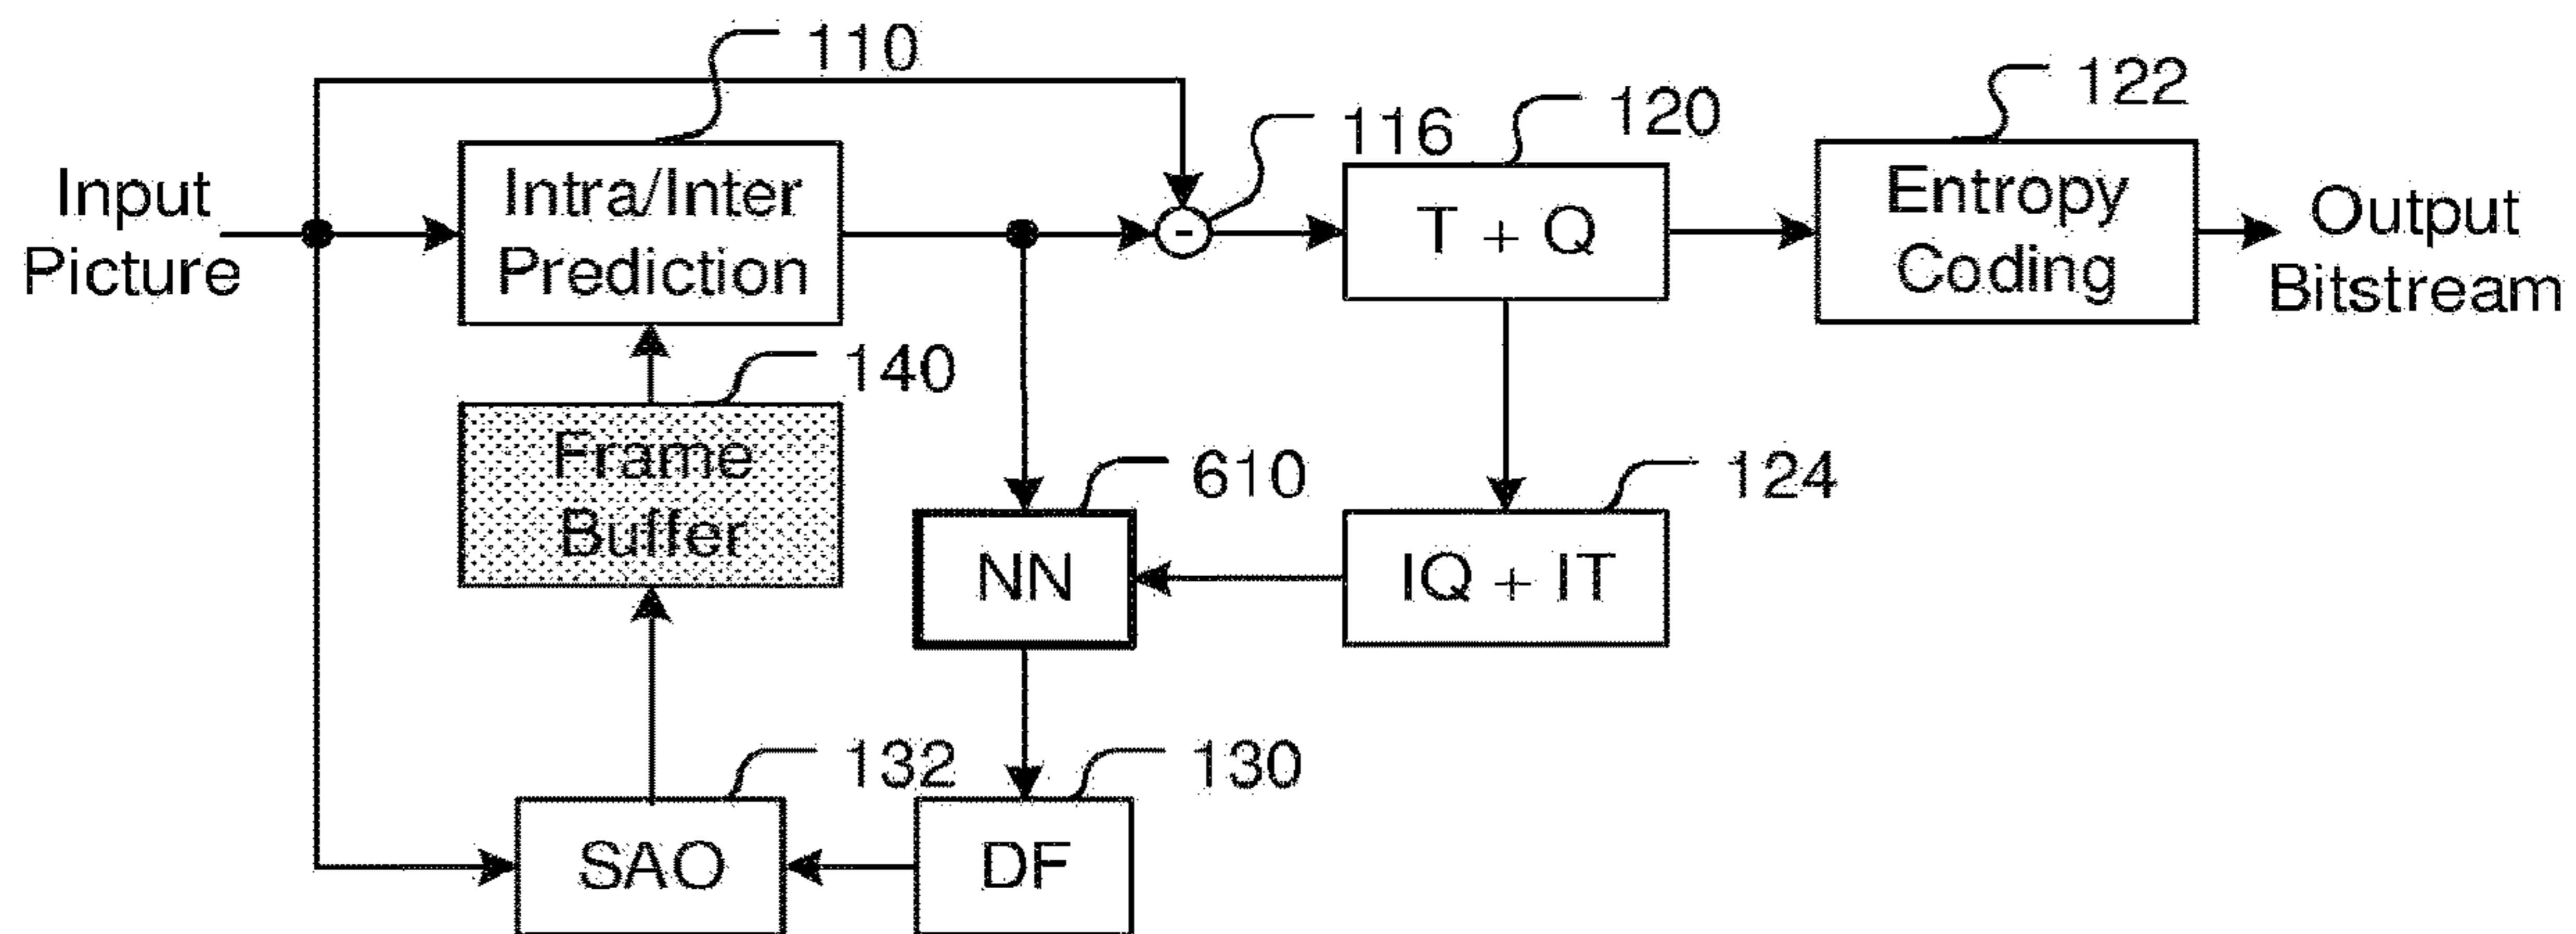 110
116
120
122
Input
Picture
Intra/Inter
Prediction
-
T + Q
Entropy
Coding
Output
Bitstream
140
Frame
Buffer
610
124
NN
IQ + IT
132
130
SAO
DF